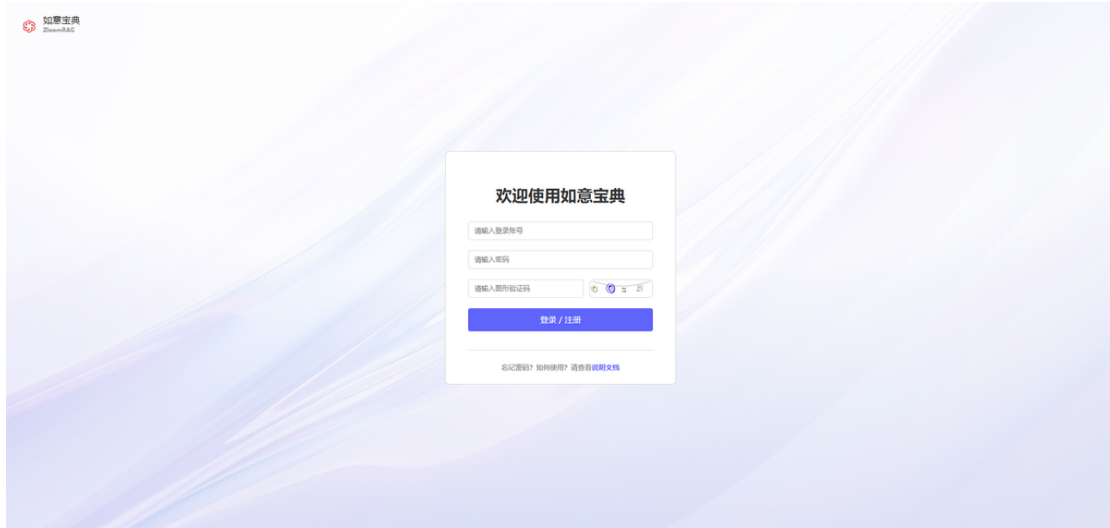 如意宝典
ZleemRAG
欢迎使用如意宝典
请输入登录账号
请输入密码
请输入图形验证码
登录 / 注册
忘记密码？如何使用？请查看说明文档